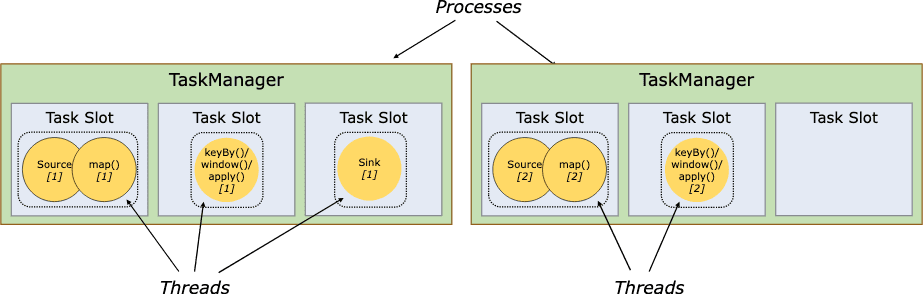 Processes
TaskManager
Task Slot
Source
[1]
map()
[1]
Task Slot
keyBy()/
window()/
apply()
[1]
Task Slot
Sink
[1]
TaskManager
Task Slot
Source
[2]
map()
[2]
Task Slot
keyBy()/
window()/
apply()
[2]
Task Slot
Threads
Threads